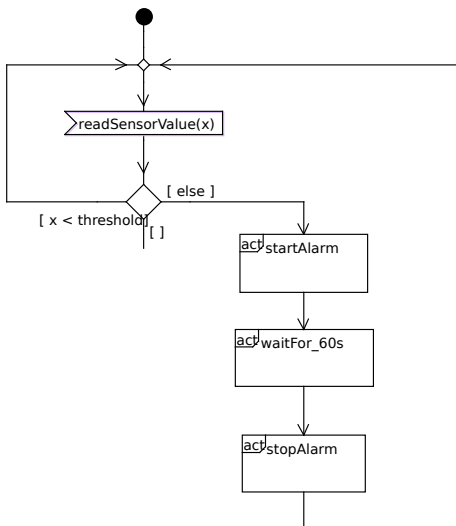 readSensorValue(x)
[ else ]
[ x < threshold]
[ ]
act startAlarm
act waitFor_60s
act stopAlarm